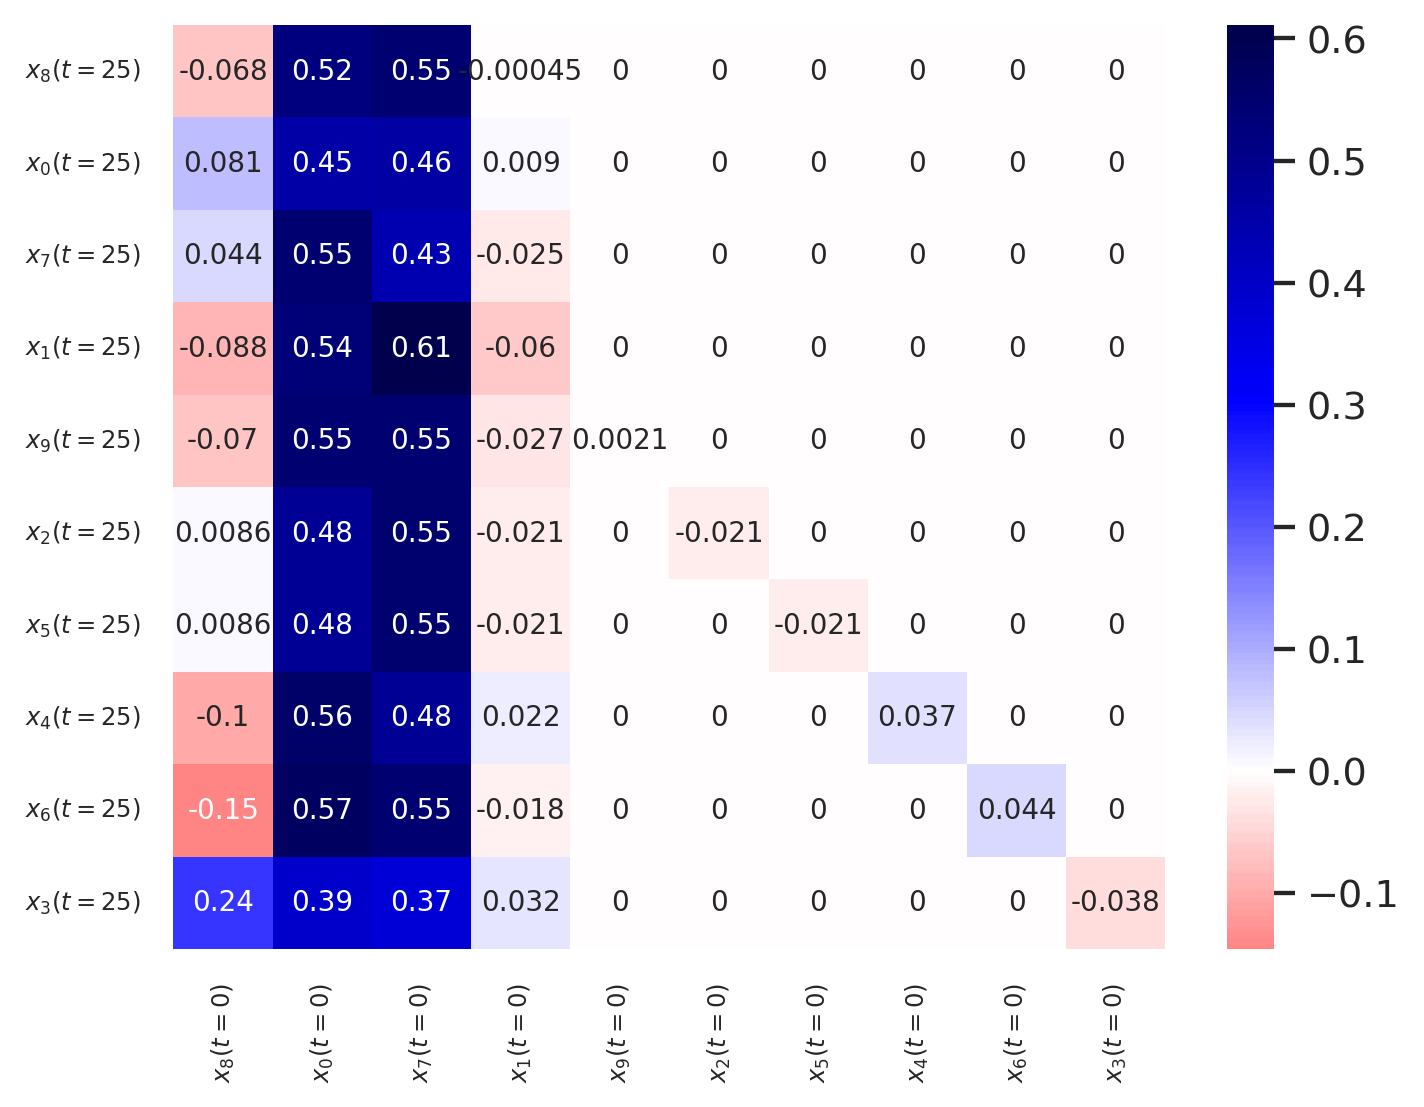 x₈(t = 25) -0.068 0.52 0.55 -0.00045 0 0 0 0 0 0
x₀(t = 25) 0.081 0.45 0.46 0.009 0 0 0 0 0 0
x₇(t = 25) 0.044 0.55 0.43 -0.025 0 0 0 0 0 0
x₁(t = 25) -0.088 0.54 0.61 -0.06 0 0 0 0 0 0
x₉(t = 25) -0.07 0.55 0.55 -0.027 0.0021 0 0 0 0 0
x₂(t = 25) 0.0086 0.48 0.55 -0.021 0 -0.021 0 0 0 0
x₅(t = 25) 0.0086 0.48 0.55 -0.021 0 0 -0.021 0 0 0
x₄(t = 25) -0.1 0.56 0.48 0.022 0 0 0 0.037 0 0
x₆(t = 25) -0.15 0.57 0.55 -0.018 0 0 0 0 0.044 0
x₃(t = 25) 0.24 0.39 0.37 0.032 0 0 0 0 0 -0.038
x₈(t = 0)
x₀(t = 0)
x₇(t = 0)
x₁(t = 0)
x₉(t = 0)
x₂(t = 0)
x₅(t = 0)
x₄(t = 0)
x₆(t = 0)
x₃(t = 0)
0.6
0.5
0.4
0.3
0.2
0.1
0.0
−0.1